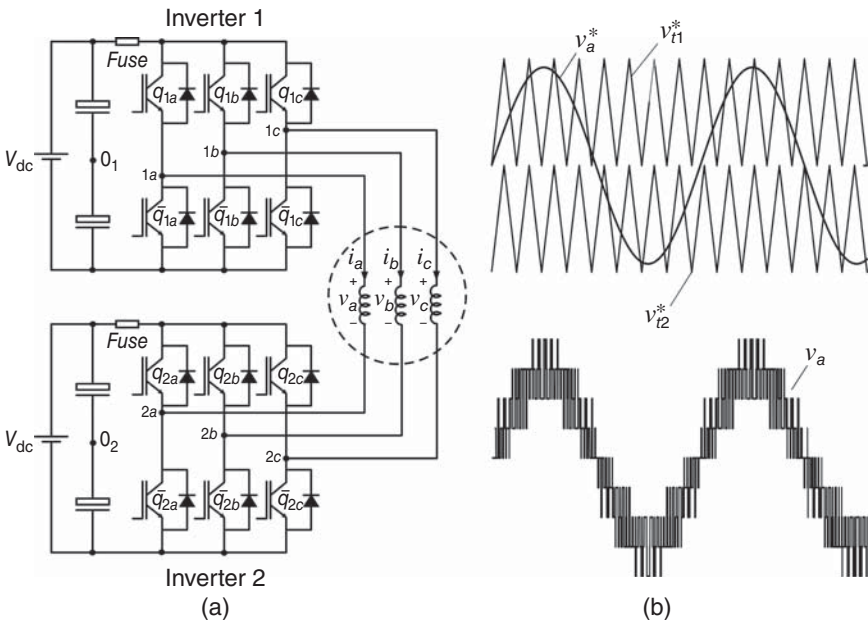 Inverter 1
Fuse
V_dc
0_1
q_1a
q_1b
q_1c
1c
1b
1a
q̄_1a
q̄_1b
q̄_1c
i_a
i_b
i_c
+
+
+
v_a
v_b
v_c
−
−
−
Fuse
V_dc
0_2
q_2a
q_2b
q_2c
2a
2b
2c
q̄_2a
q̄_2b
q̄_2c
Inverter 2
(a)
v_a*
v_t1*
v_t2*
v_a
(b)